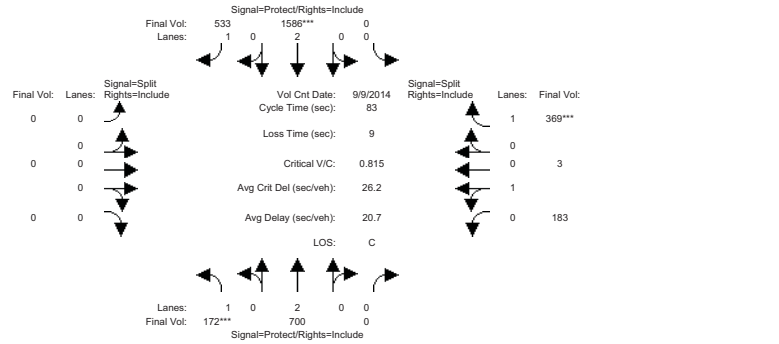 Signal=Protect/Rights=Include
Final Vol: 533 1586*** 0
Lanes: 1 0 2 0 0
Signal=Split Signal=Split
Final Vol: Lanes: Rights=Include Vol Cnt Date: 9/9/2014 Rights=Include Lanes: Final Vol:
Cycle Time (sec): 83
0 0 1 369***
Loss Time (sec): 9
0 0
0 0 Critical V/C: 0.815 0 3
0 Avg Crit Del (sec/veh): 26.2 1
0 0 Avg Delay (sec/veh): 20.7 0 183
LOS: C
Lanes: 1 0 2 0 0
Final Vol: 172*** 700 0
Signal=Protect/Rights=Include